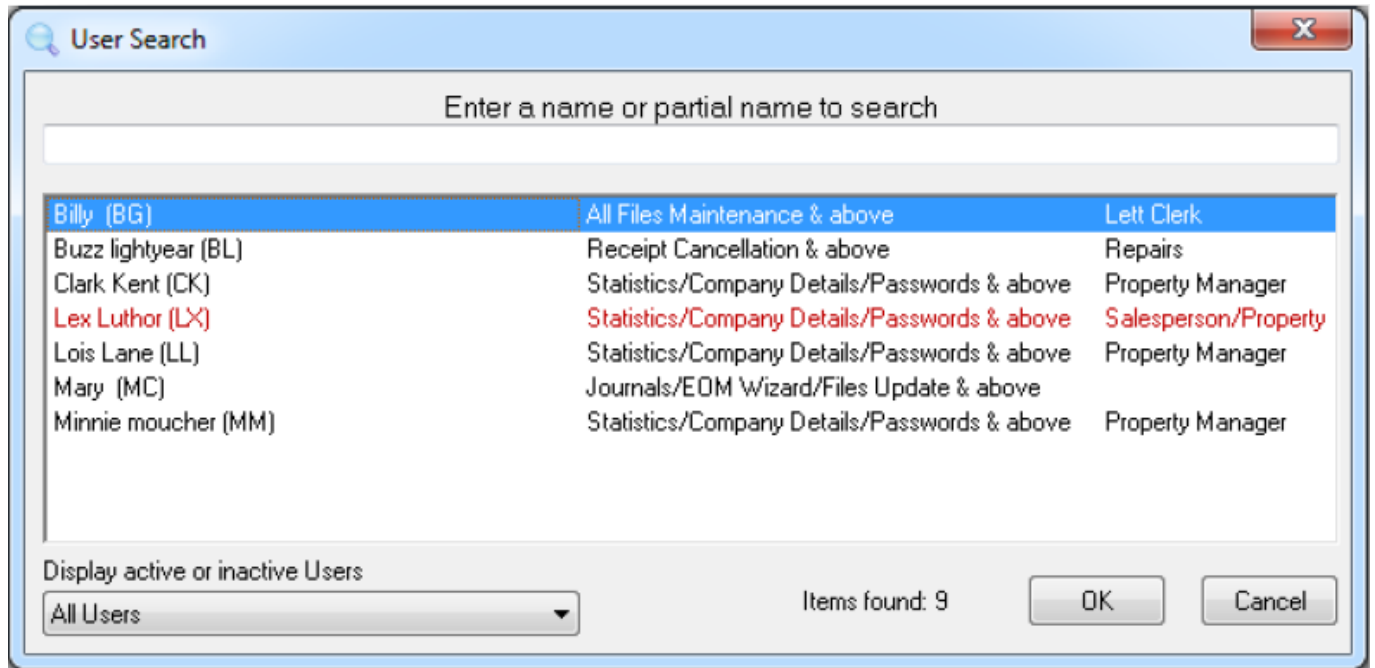 User Search
Enter a name or partial name to search
Billy (BG) All Files Maintenance & above Lett Clerk
Buzz lightyear (BL) Receipt Cancellation & above Repairs
Clark Kent (CK) Statistics/Company Details/Passwords & above Property Manager
Lex Luthor (LX) Statistics/Company Details/Passwords & above Salesperson/Property
Lois Lane (LL) Statistics/Company Details/Passwords & above Property Manager
Mary (MC) Journals/EOM Wizard/Files Update & above
Minnie moucher (MM) Statistics/Company Details/Passwords & above Property Manager
Display active or inactive Users
All Users Items found: 9 OK Cancel